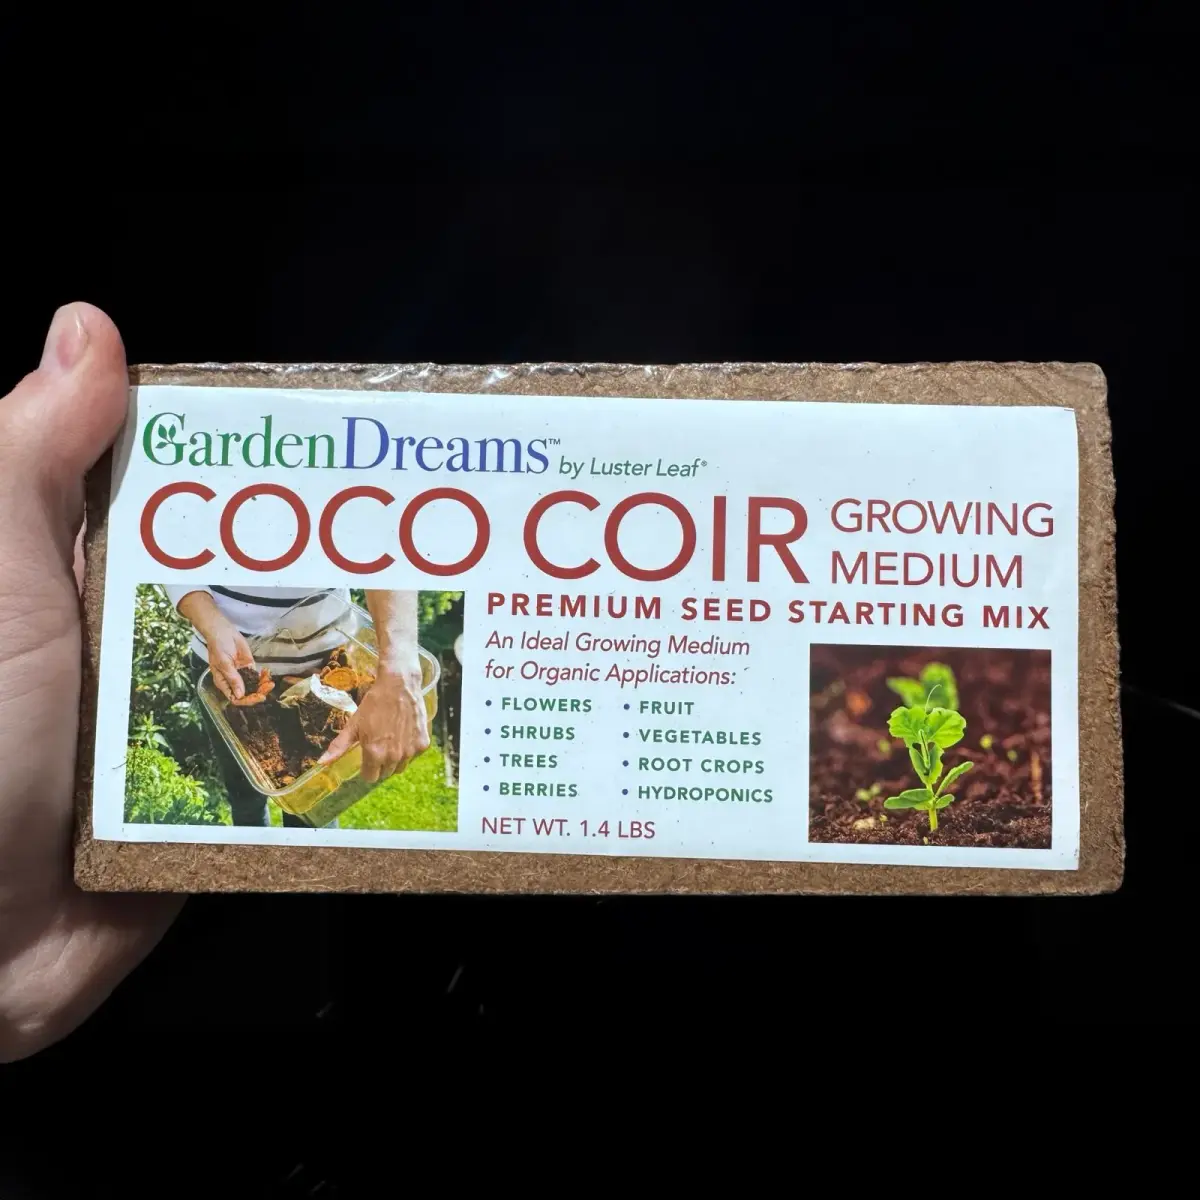 GardenDreams™ by Luster Leaf®
COCO COIR GROWING
MEDIUM
PREMIUM SEED STARTING MIX
An Ideal Growing Medium
for Organic Applications:
• FLOWERS
• SHRUBS
• TREES
• BERRIES
• FRUIT
• VEGETABLES
• ROOT CROPS
• HYDROPONICS
NET WT. 1.4 LBS